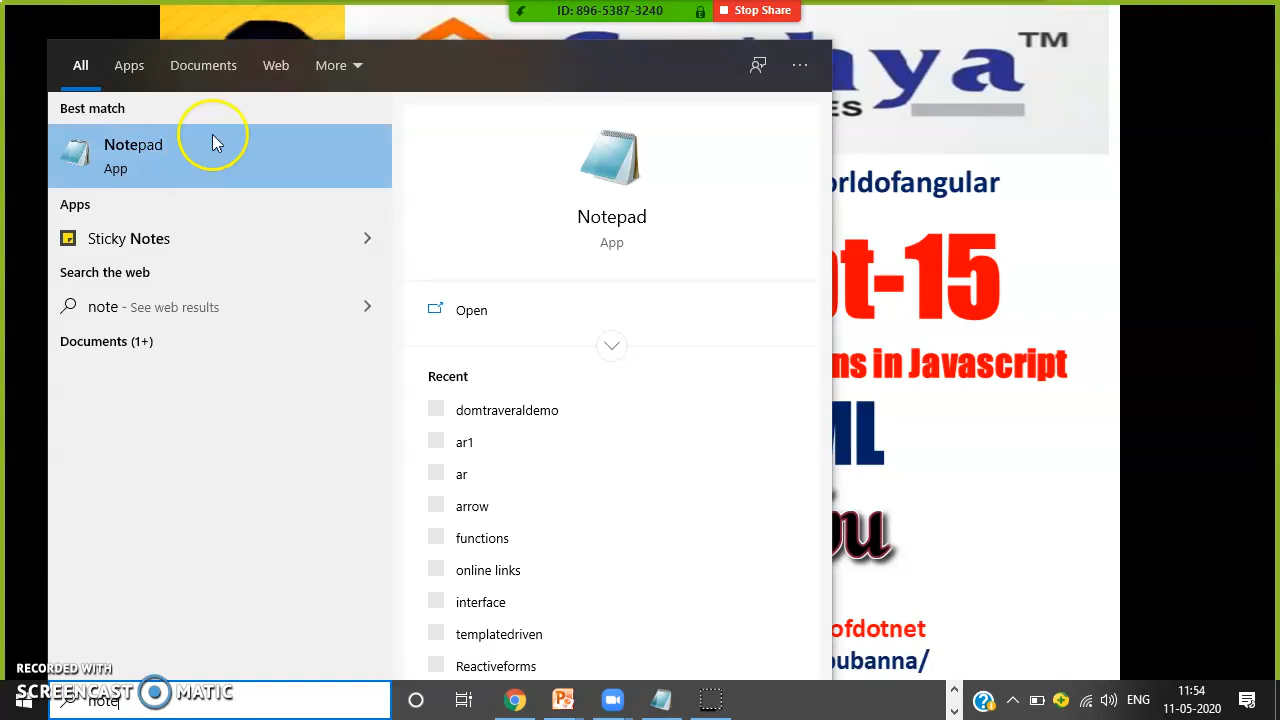 ID: 896-5387-3240
Stop Share
TM
All
Apps
Documents
Web
More
Best match
Notepad
App
Apps
Sticky Notes
Search the web
note - See web results
Documents (1+)
Notepad
App
Open
Recent
domtraveraldemo
ar1
ar
arrow
functions
online links
interface
templatedriven
Reactiveforms
hya
ES
rldofangular
t-15
ns in Javascript
ML
ofdotnet
oubanna/
RECORDED WITH
SCREENCAST MATIC
note
ENG
11:54
11-05-2020